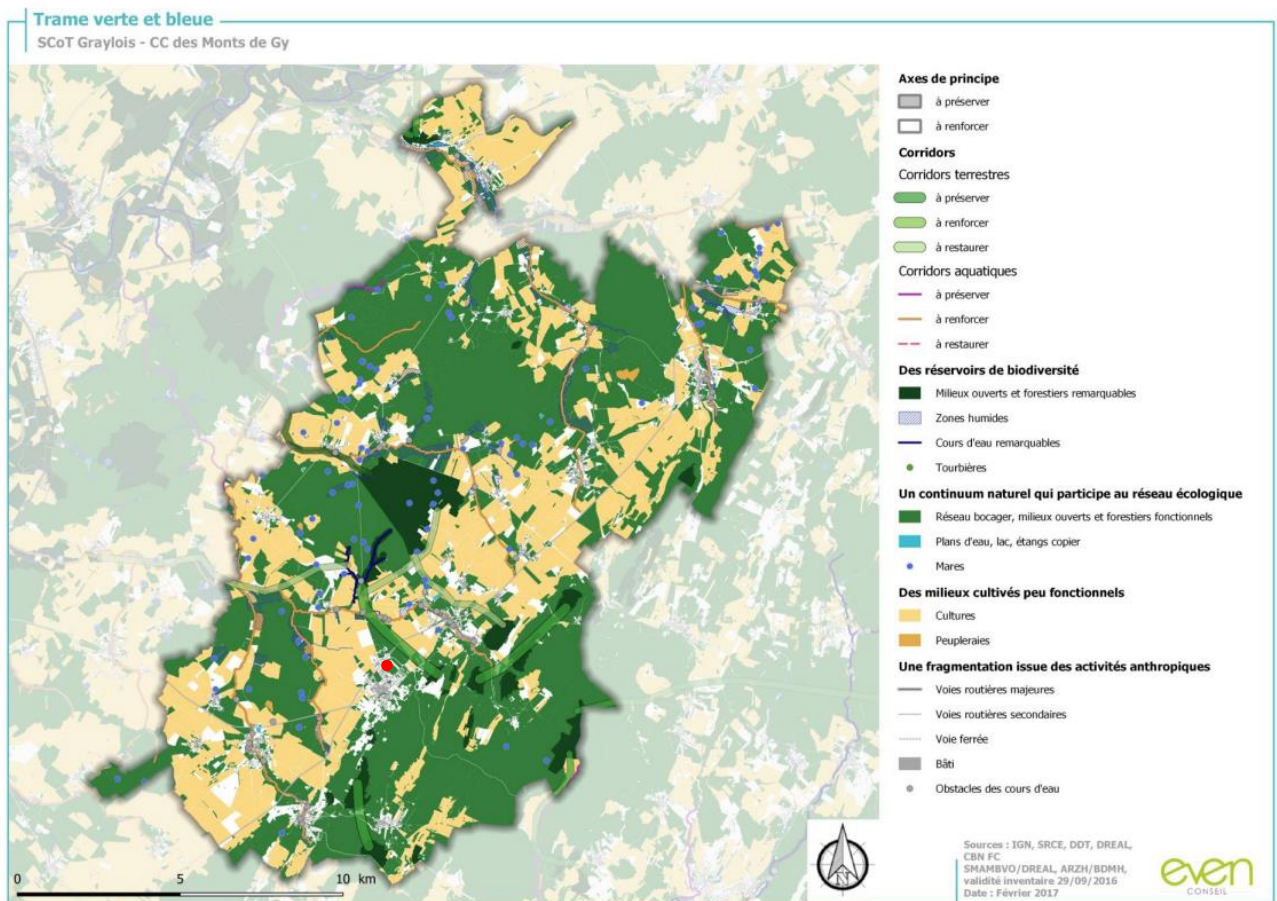 Trame verte et bleue
SCoT Graylois - CC des Monts de Gy
Axes de principe
à préserver
à renforcer
Corridors
Corridors terrestres
à préserver
à renforcer
à restaurer
Corridors aquatiques
à préserver
à renforcer
à restaurer
Des réservoirs de biodiversité
Milieux ouverts et forestiers remarquables
Zones humides
Cours d'eau remarquables
Tourbières
Un continuum naturel qui participe au réseau écologique
Réseau bocager, milieux ouverts et forestiers fonctionnels
Plans d'eau, lac, étangs copier
Mares
Des milieux cultivés peu fonctionnels
Cultures
Peupleraies
Une fragmentation issue des activités anthropiques
Voies routières majeures
Voies routières secondaires
Voie ferrée
Bâti
Obstacles des cours d'eau
0 5 10 km
N
Sources : IGN, SRCE, DDT, DREAL,
CBN FC
SMAMBVO/DREAL, ARZH/BDMH,
validité inventaire 29/09/2016
Date : Février 2017
even
CONSEIL